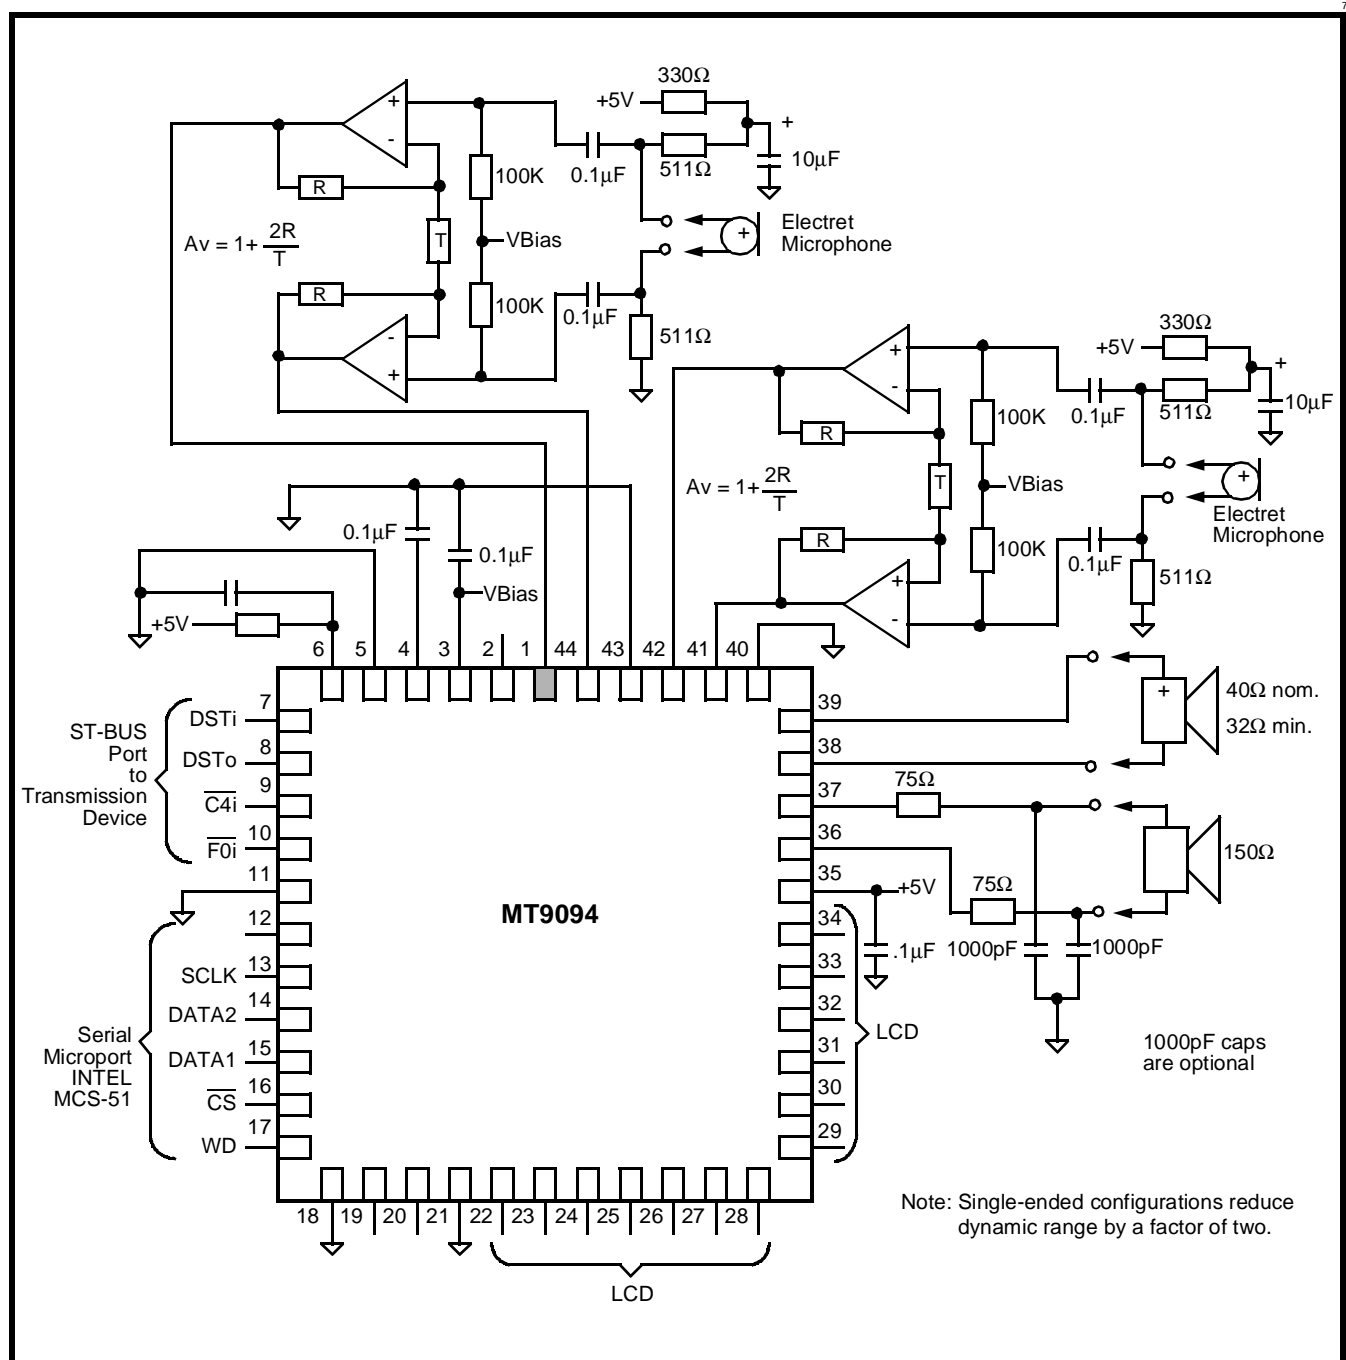 7
330Ω
+5V
+
+
-
0.1µF
511Ω
10µF
R
100K
Av = 1+ 2R
T
T
VBias
+
Electret
Microphone
R
100K
0.1µF
-
+
511Ω
330Ω
+5V
+
+
-
0.1µF
511Ω
10µF
R
100K
Av = 1+ 2R
T
T
VBias
+
Electret
Microphone
R
100K
0.1µF
+
-
511Ω
0.1µF
0.1µF
VBias
+5V
6 5 4 3 2 1 44 43 42 41 40
7
DSTi
8
DSTo
9
C4i
10
F0i
11
ST-BUS
Port
to
Transmission
Device
12
13
SCLK
14
DATA2
15
DATA1
16
CS
17
WD
Serial
Microport
INTEL
MCS-51
MT9094
39
+
40Ω nom.
32Ω min.
38
75Ω
37
36
150Ω
35
+5V
75Ω
34
.1µF
1000pF
1000pF
33
32
LCD
31
30
29
1000pF caps
are optional
18 19 20 21 22 23 24 25 26 27 28
LCD
Note: Single-ended configurations reduce
dynamic range by a factor of two.